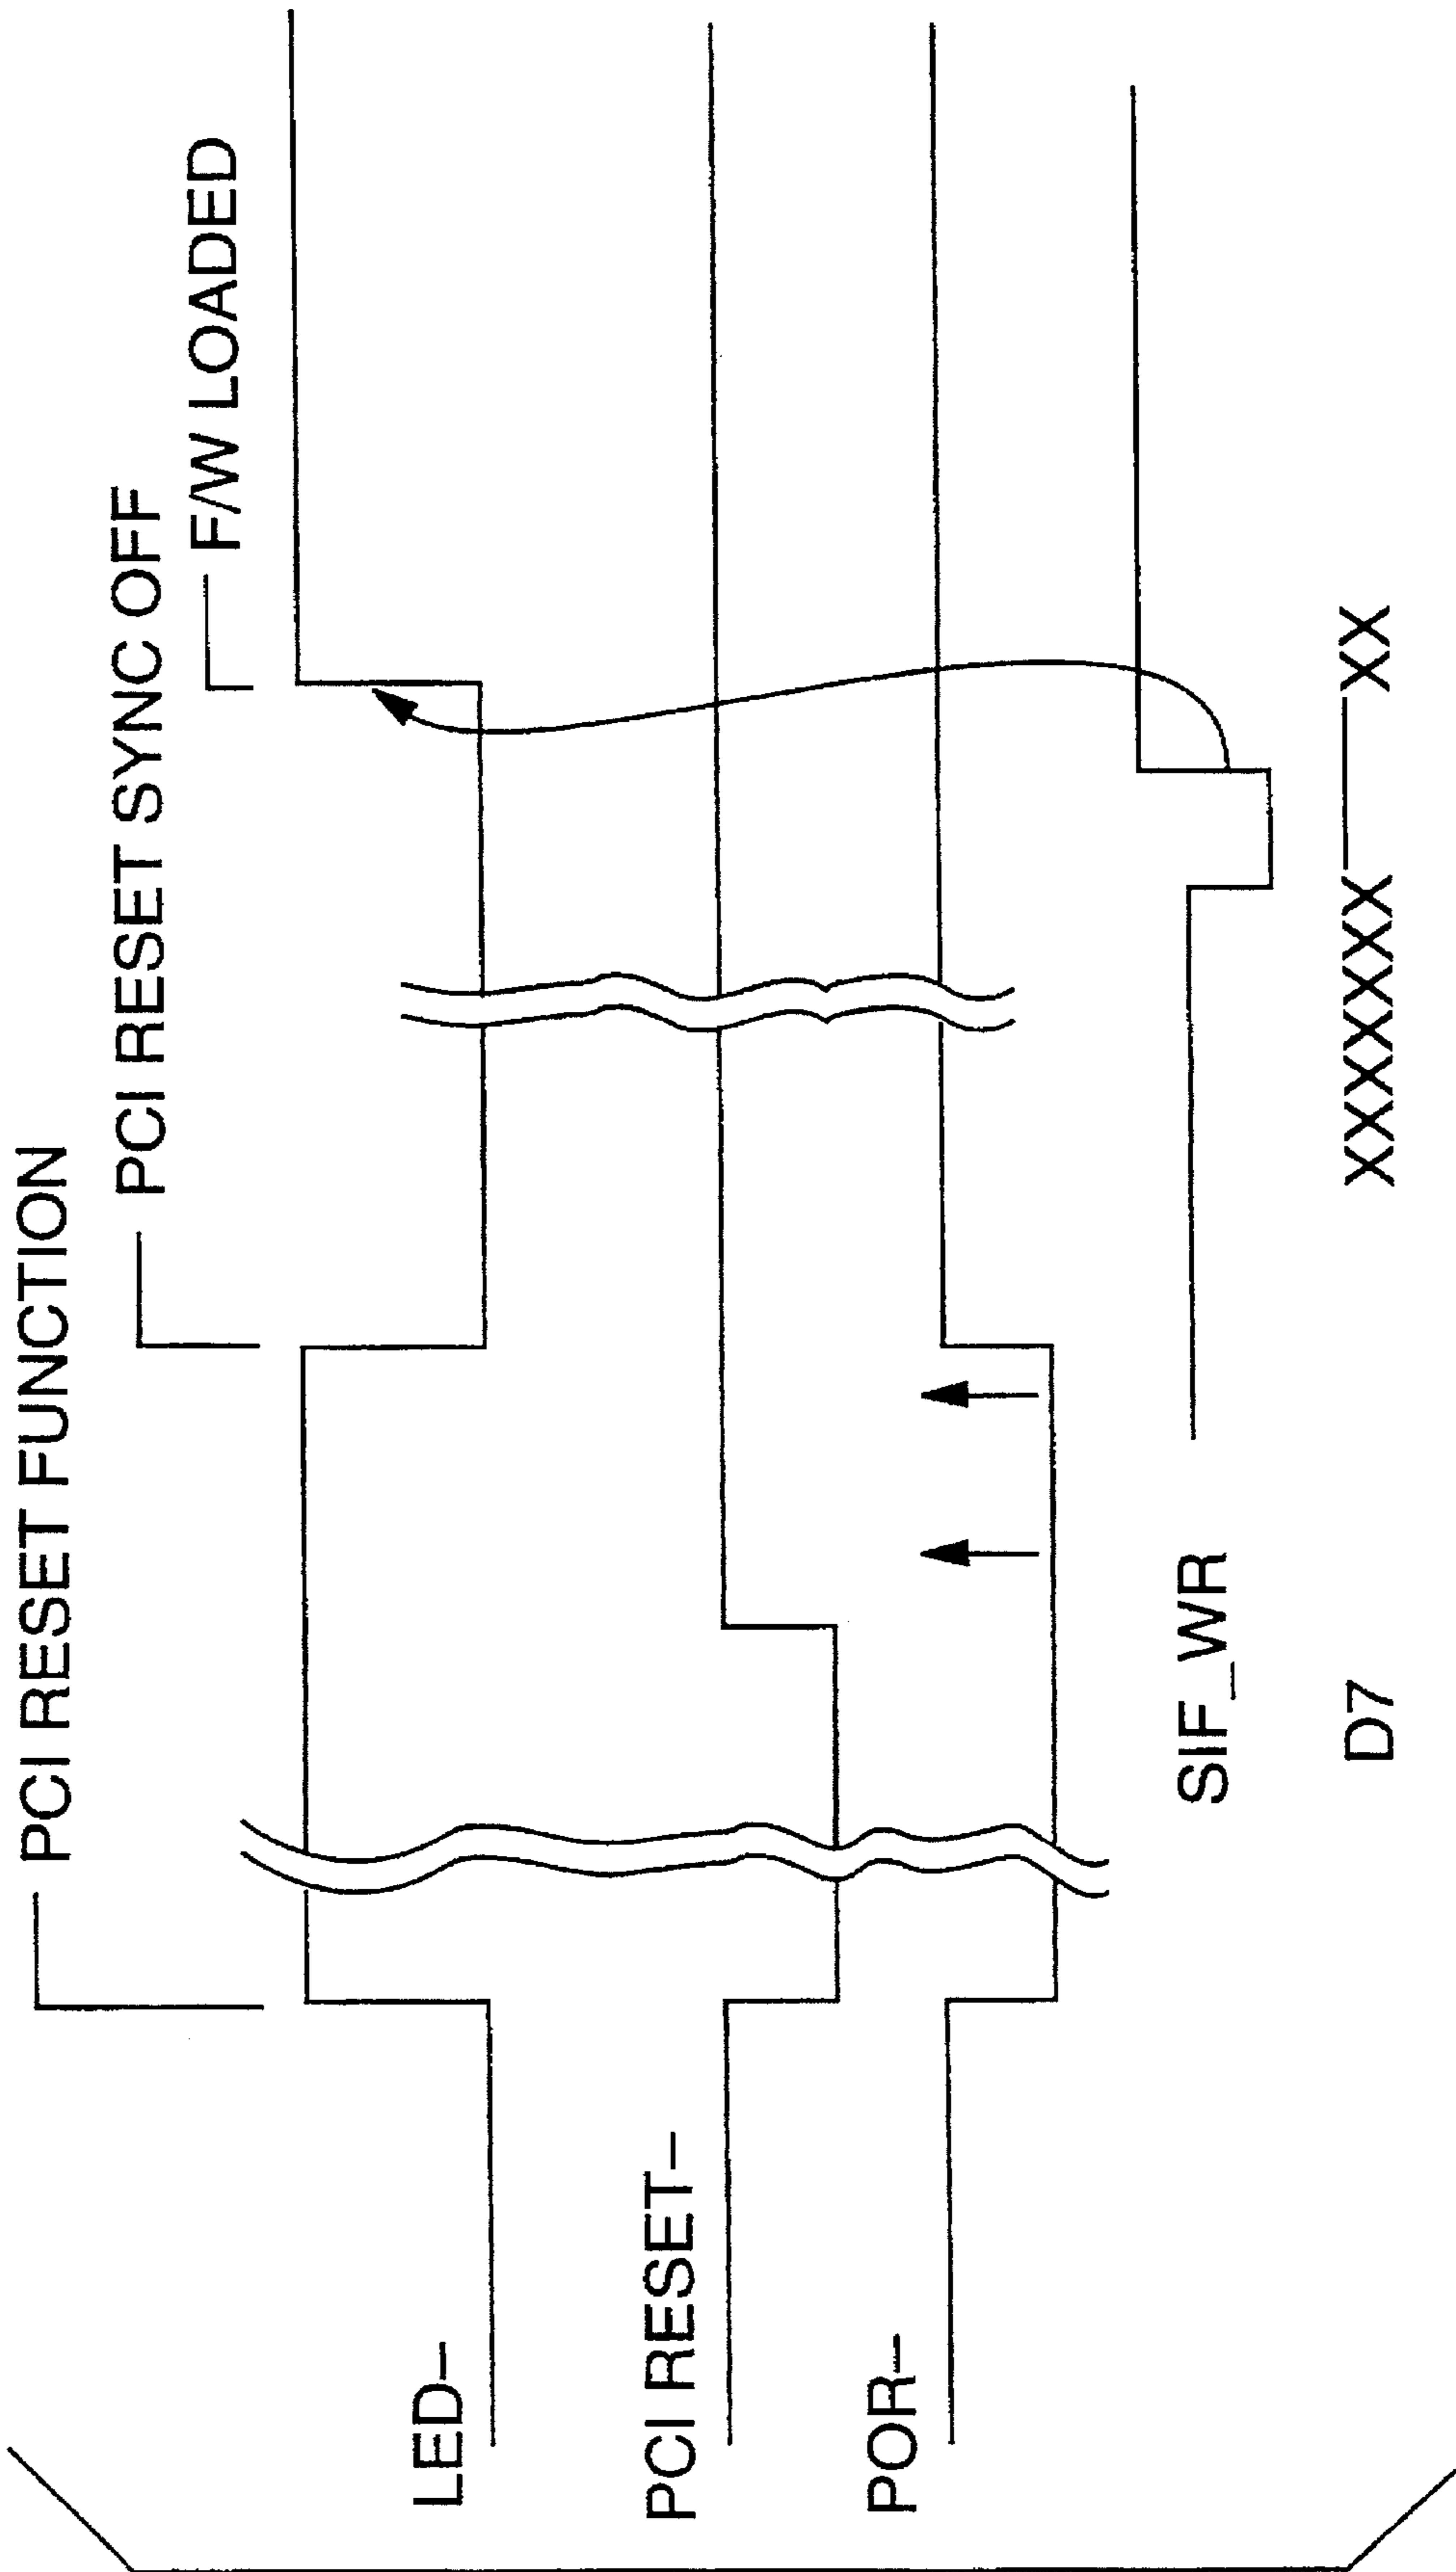 PCI RESET FUNCTION
PCI RESET SYNC OFF
F/W LOADED
LED–
PCI RESET–
POR–
SIF_WR
D7 XXXXXXX——XX